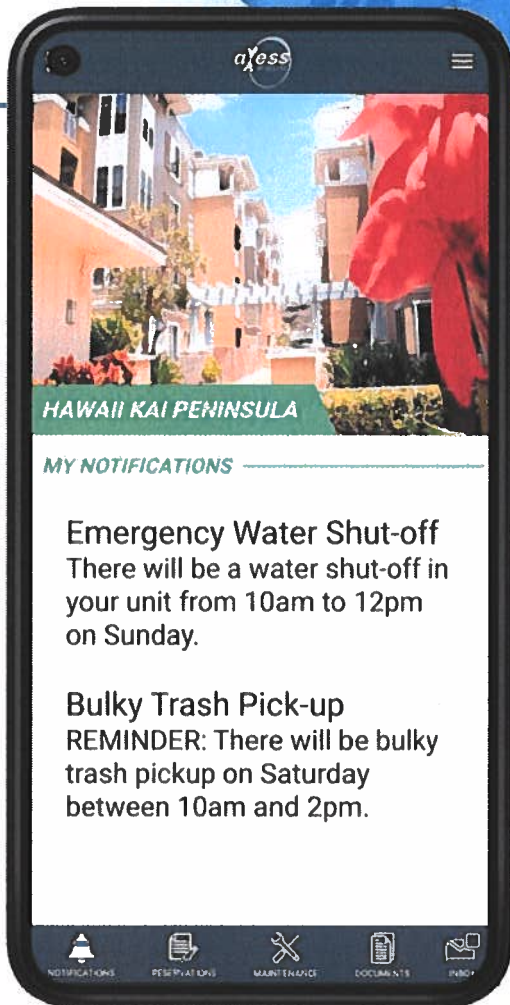 axess
HAWAII KAI PENINSULA
MY NOTIFICATIONS
Emergency Water Shut-off
There will be a water shut-off in
your unit from 10am to 12pm
on Sunday.
Bulky Trash Pick-up
REMINDER: There will be bulky
trash pickup on Saturday
between 10am and 2pm.
NOTIFICATIONS
RESERVATIONS
MAINTENANCE
DOCUMENTS
INBOX